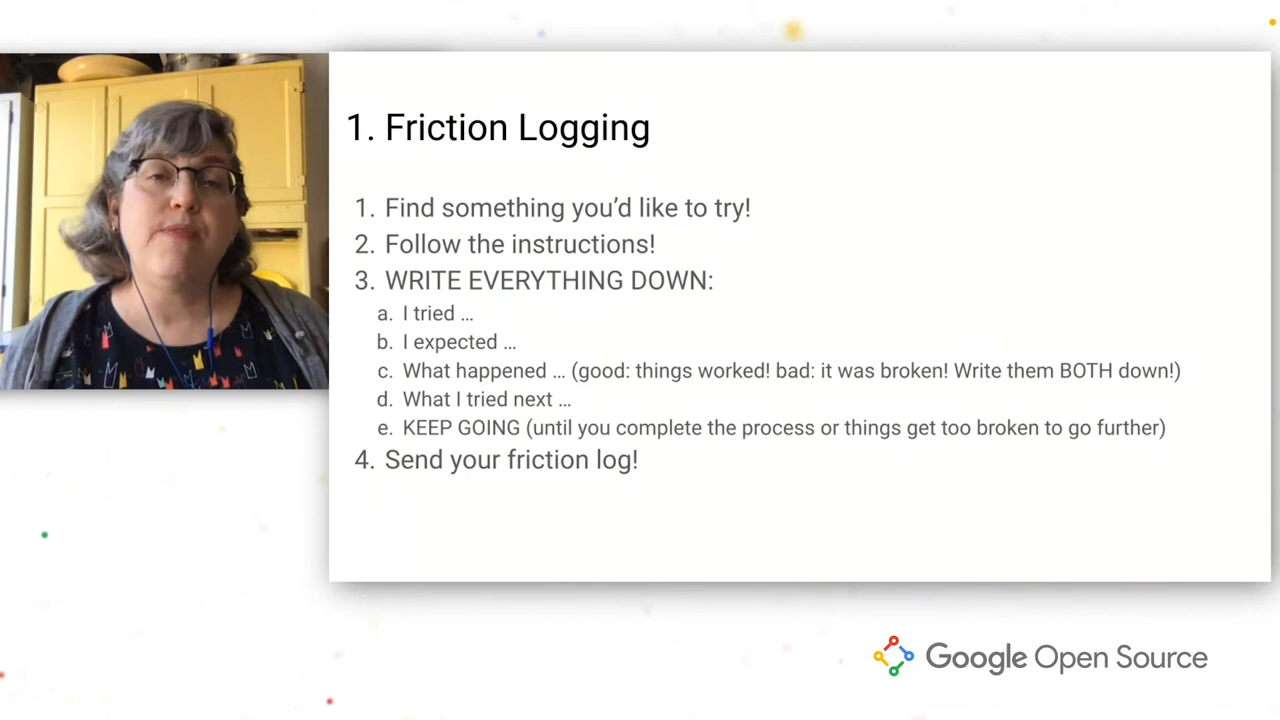 1. Friction Logging
1. Find something you’d like to try!
2. Follow the instructions!
3. WRITE EVERYTHING DOWN:
a. I tried ...
b. I expected ...
c. What happened ... (good: things worked! bad: it was broken! Write them BOTH down!)
d. What I tried next ...
e. KEEP GOING (until you complete the process or things get too broken to go further)
4. Send your friction log!
Google Open Source